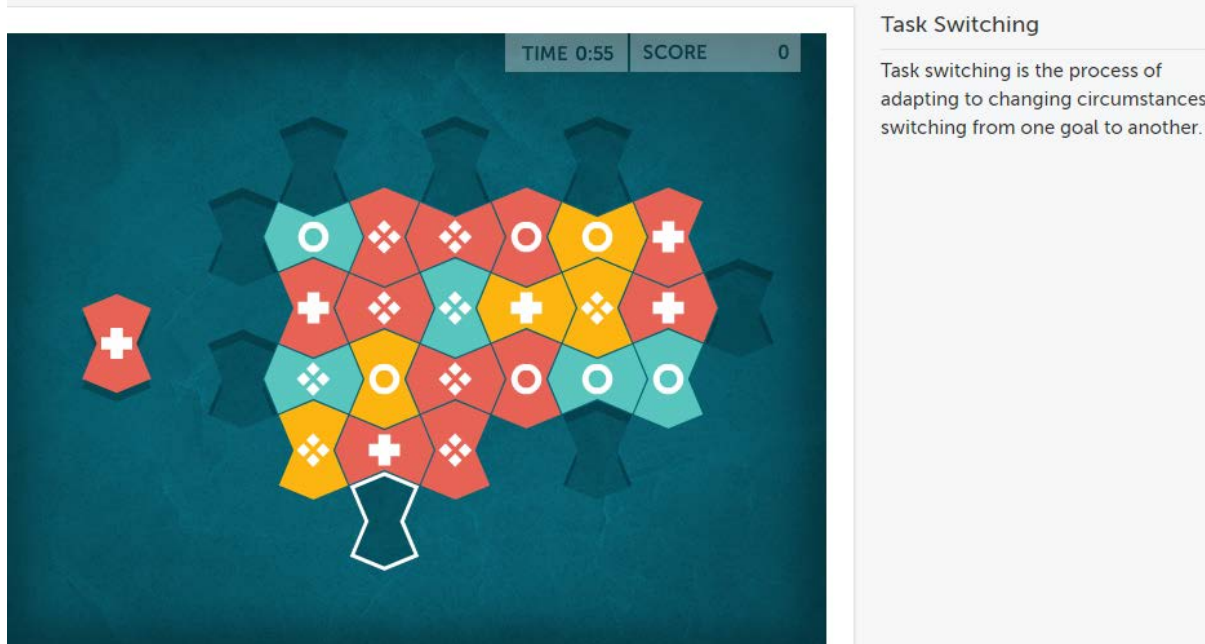 TIME 0:55 SCORE 0
Task Switching
Task switching is the process of
adapting to changing circumstances
switching from one goal to another.